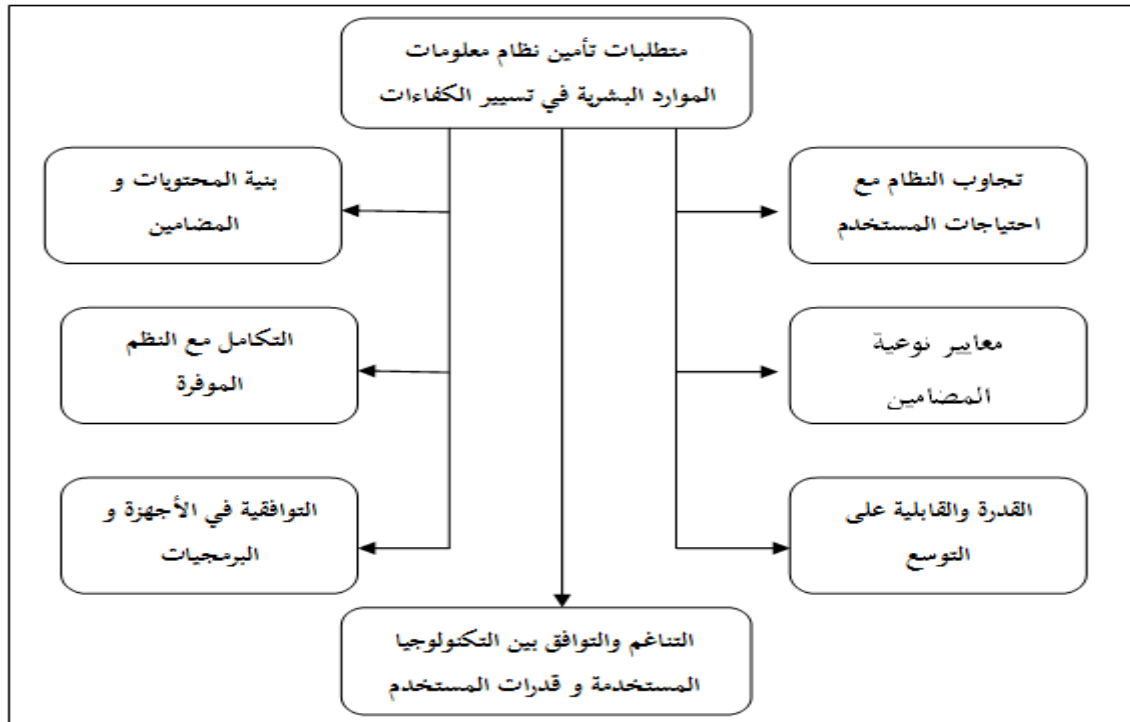 متطلبات تأمين نظام معلومات
الموارد البشرية في تسيير الكفاءات
تجاوب النظام مع
احتياجات المستخدم
بنية المحتويات و
المضامين
معايير نوعية
المضامين
التكامل مع النظم
الموفرة
القدرة والقابلية على
التوسع
التوافقية في الأجهزة و
البرمجيات
التناغم والتوافق بين التكنولوجيا
المستخدمة و قدرات المستخدم